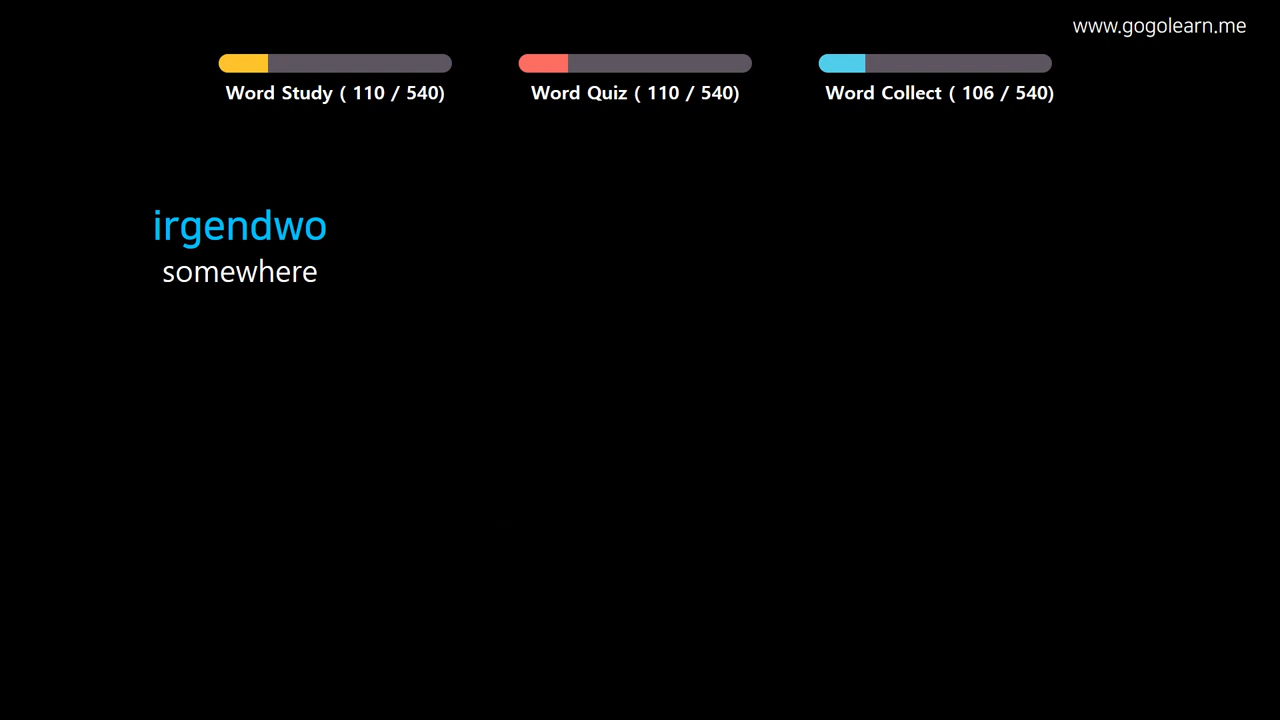 www.gogolearn.me
Word Study ( 110 / 540)
Word Quiz ( 110 / 540)
Word Collect ( 106 / 540)
irgendwo
somewhere